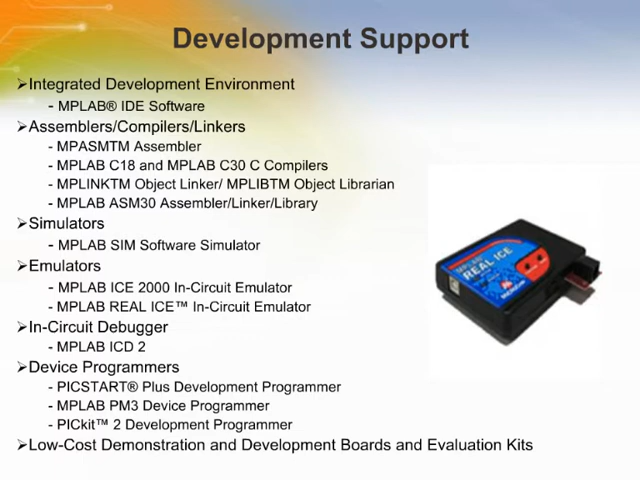 Development Support
➢Integrated Development Environment
- MPLAB® IDE Software
➢Assemblers/Compilers/Linkers
- MPASMTM Assembler
- MPLAB C18 and MPLAB C30 C Compilers
- MPLINKTM Object Linker/ MPLIBTM Object Librarian
- MPLAB ASM30 Assembler/Linker/Library
➢Simulators
- MPLAB SIM Software Simulator
➢Emulators
- MPLAB ICE 2000 In-Circuit Emulator
- MPLAB REAL ICE™ In-Circuit Emulator
➢In-Circuit Debugger
- MPLAB ICD 2
➢Device Programmers
- PICSTART® Plus Development Programmer
- MPLAB PM3 Device Programmer
- PICkit™ 2 Development Programmer
➢Low-Cost Demonstration and Development Boards and Evaluation Kits
MPLAB
REAL ICE